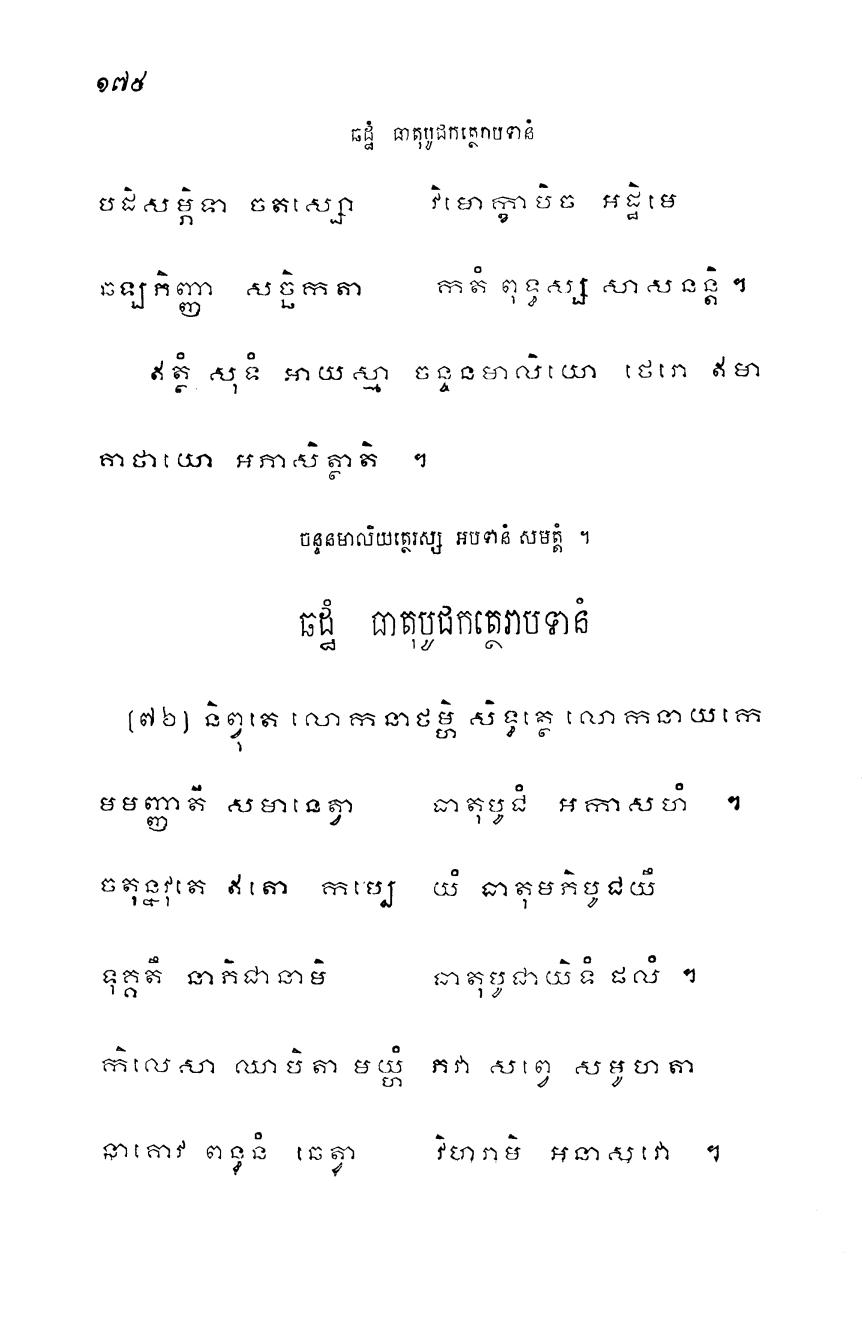 ១៧៥
ឆដ្ឋំ ធាតុបូជកត្ថេរាបទានំ
បដិសម្ភិទា ចតស្សោ វិមោក្ខាបិច អដ្ឋិមេ
ឆឡភិញ្ញា សច្ឆិកតា កតំ ពុទ្ធស្ស សាសនន្តិ ។
ឥត្ថំ សុទំ អាយស្មា ចន្ទនមាលិយោ ថេរោ ឥមា
គាថាយោ អភាសិត្ថាតិ ។
ចន្ទនមាលិយត្ថេរស្ស អបទានំ សមត្តំ ។
ឆដ្ឋំ ធាតុបូជកត្ថេរាបទានំ
(៧៦) និព្វុតេ លោកនាថម្ហិ សិទ្ធត្ថេ លោកនាយកេ
មមញ្ញាតី សមានេត្វា ធាតុបូជំ អកាសហំ ។
ចតុន្នវុតេ ឥតោ កប្បេ យំ ធាតុមភិបូជយឹ
ទុគ្គតឹ នាភិជានាមិ ធាតុបូជាយិទំ ផលំ ។
កិលេសា ឈាបិតា មយ្ហំ ភវា សព្វេ សមូហតា
នាគោវ ពន្ធនំ ឆេត្វា វិហរាមិ អនាសវោ ។